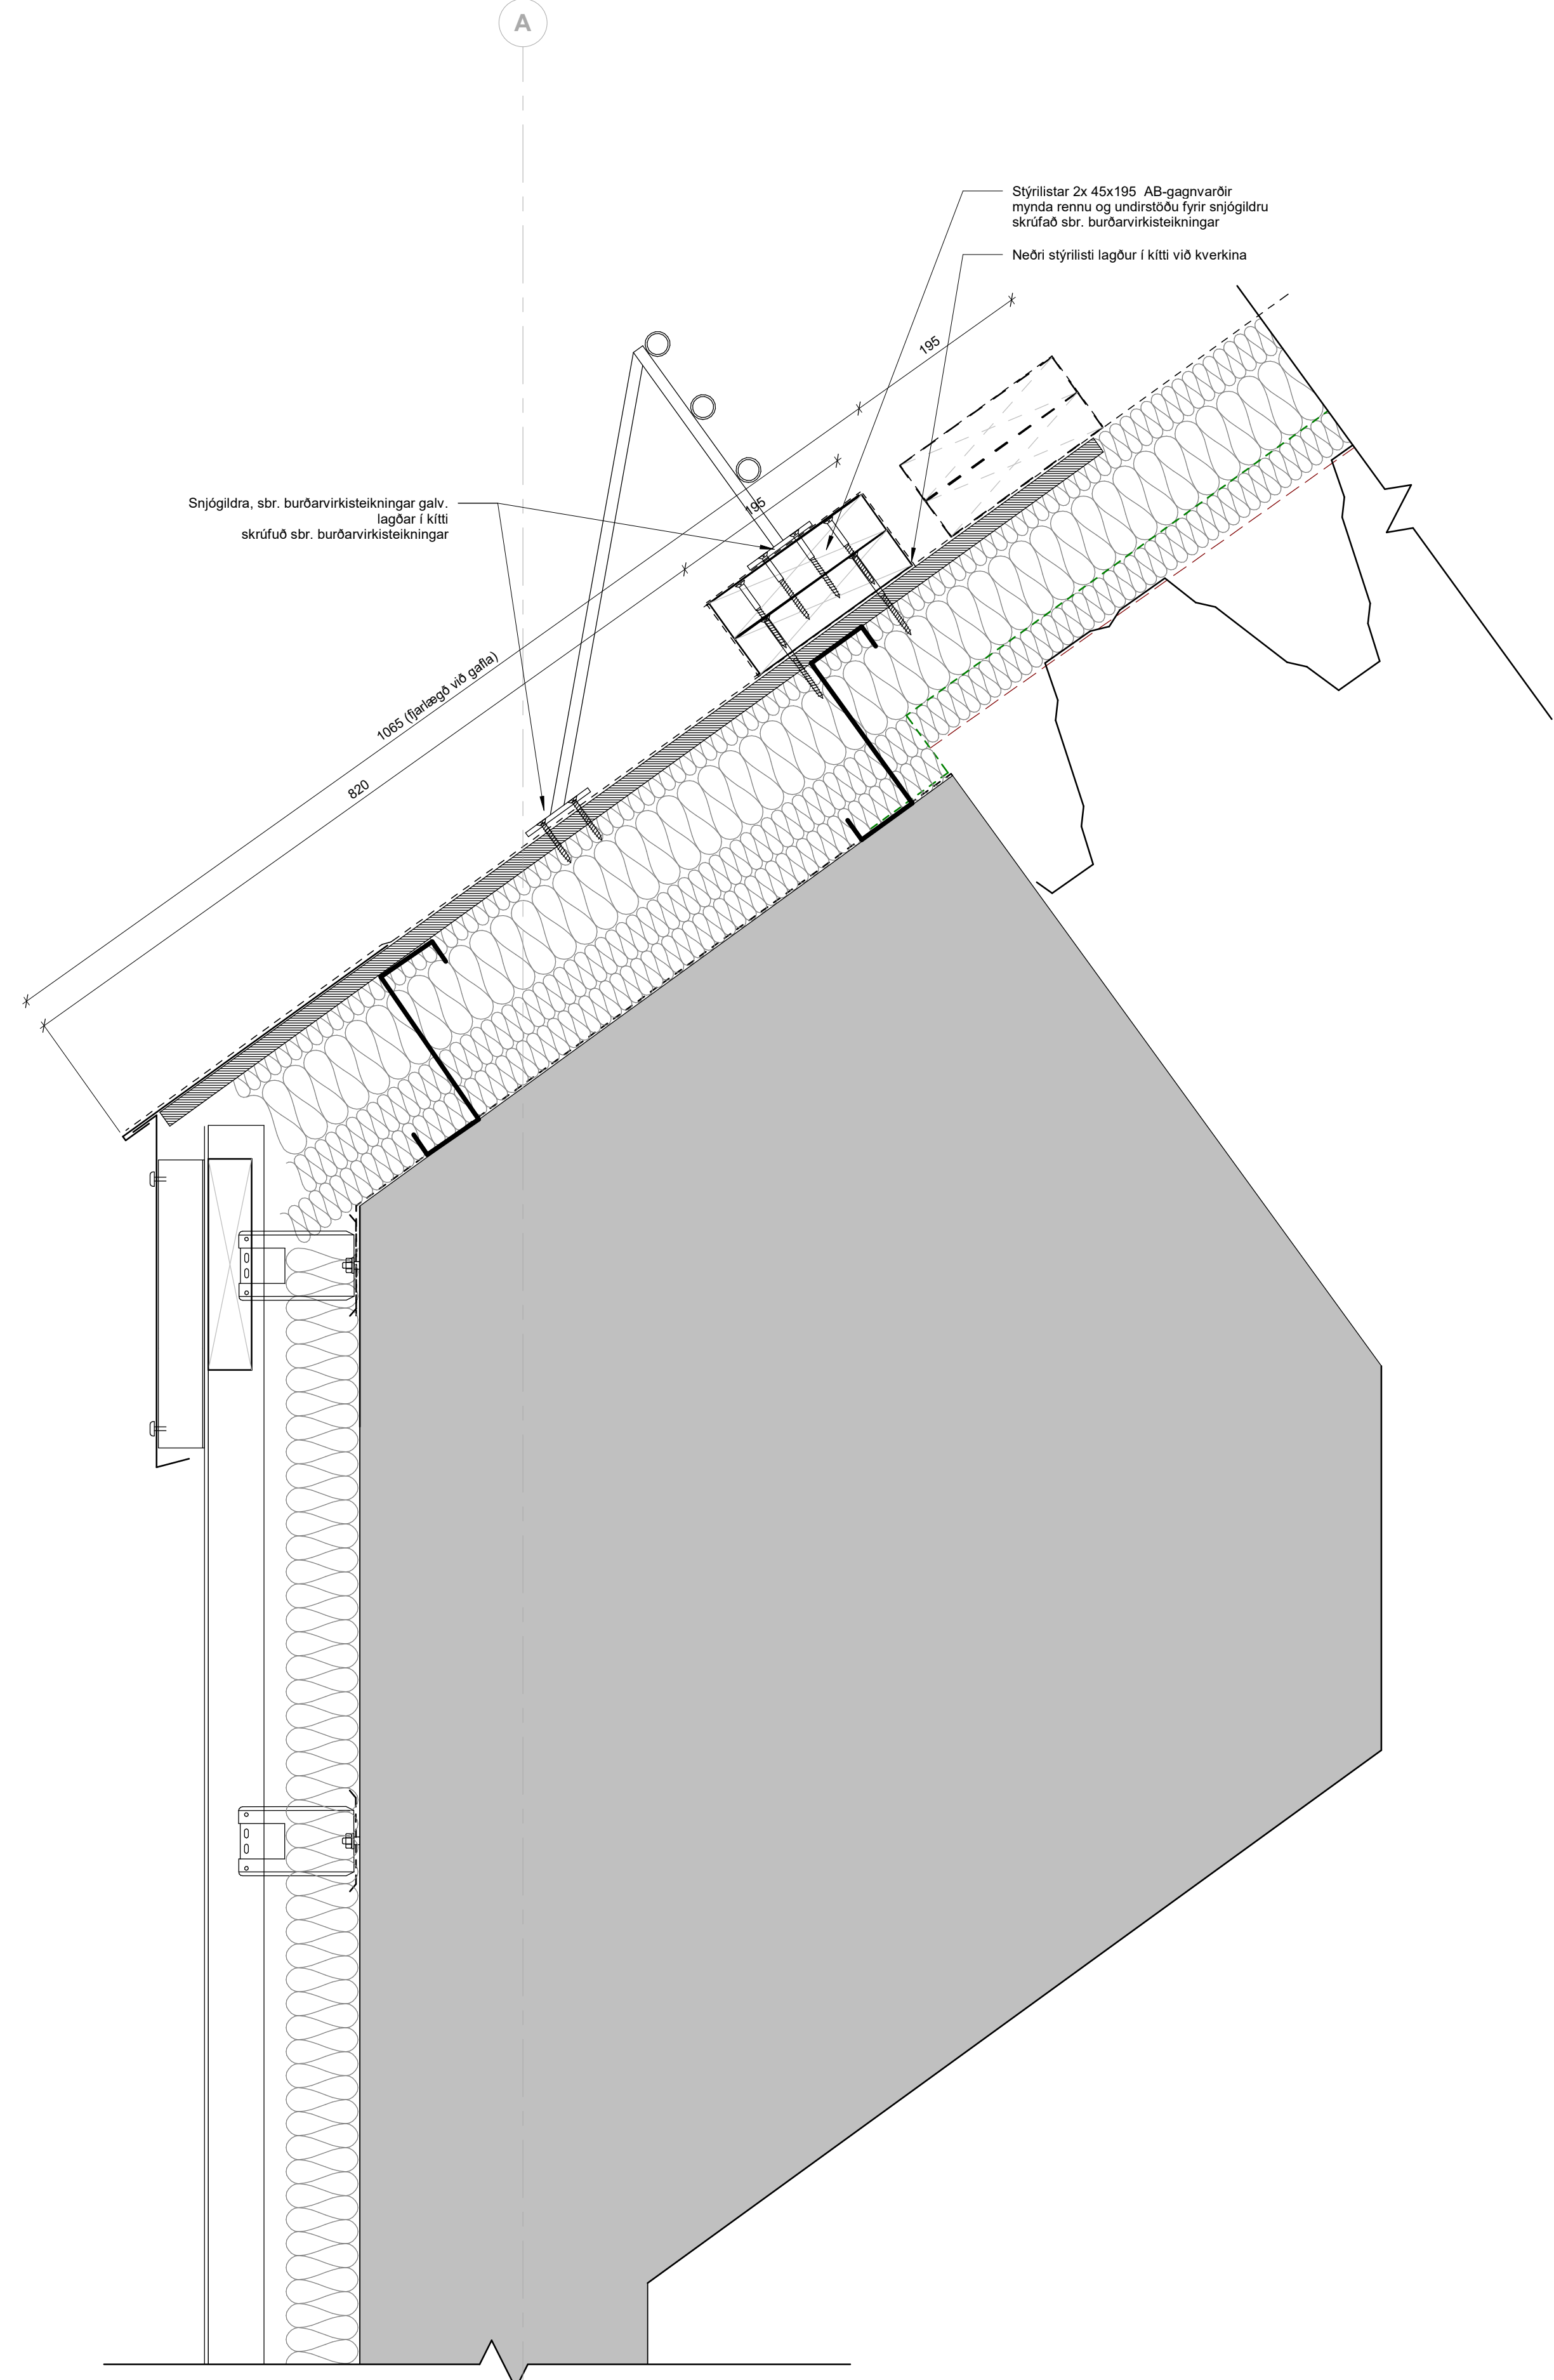 A
Stýrilistar 2x 45x195 AB-gagnvarðir
mynda rennu og undirstöðu fyrir snjógildru
skrúfað sbr. burðarvirkisteikningar
Neðri stýrilisti lagður í kítti við kverkina
195
195
Snjógildra, sbr. burðarvirkisteikningar galv.
lagðar í kítti
skrúfuð sbr. burðarvirkisteikningar
1065 (fjarlægð við gafla)
820